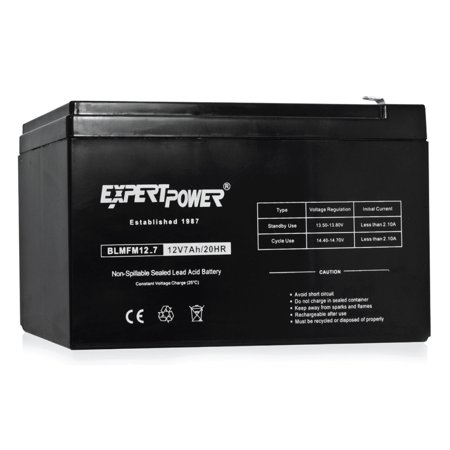 EXPERTPOWER®
Established 1987
BLMFM12_7 12V7Ah/20HR
Non-Spillable Sealed Lead Acid Battery
Constant Voltage Charge (25°C)
Type Voltage Regulation Initial Current
Standby Use 13.50-13.80V Less than 2.10A
Cycle Use 14.40-14.70V Less than 2.10A
CAUTION
• Avoid short circuit
• Do not charge in sealed container
• Keep away from sparks and flames
• Rechargeable after use
• Must be recycled or disposed of properly
CE
Pb